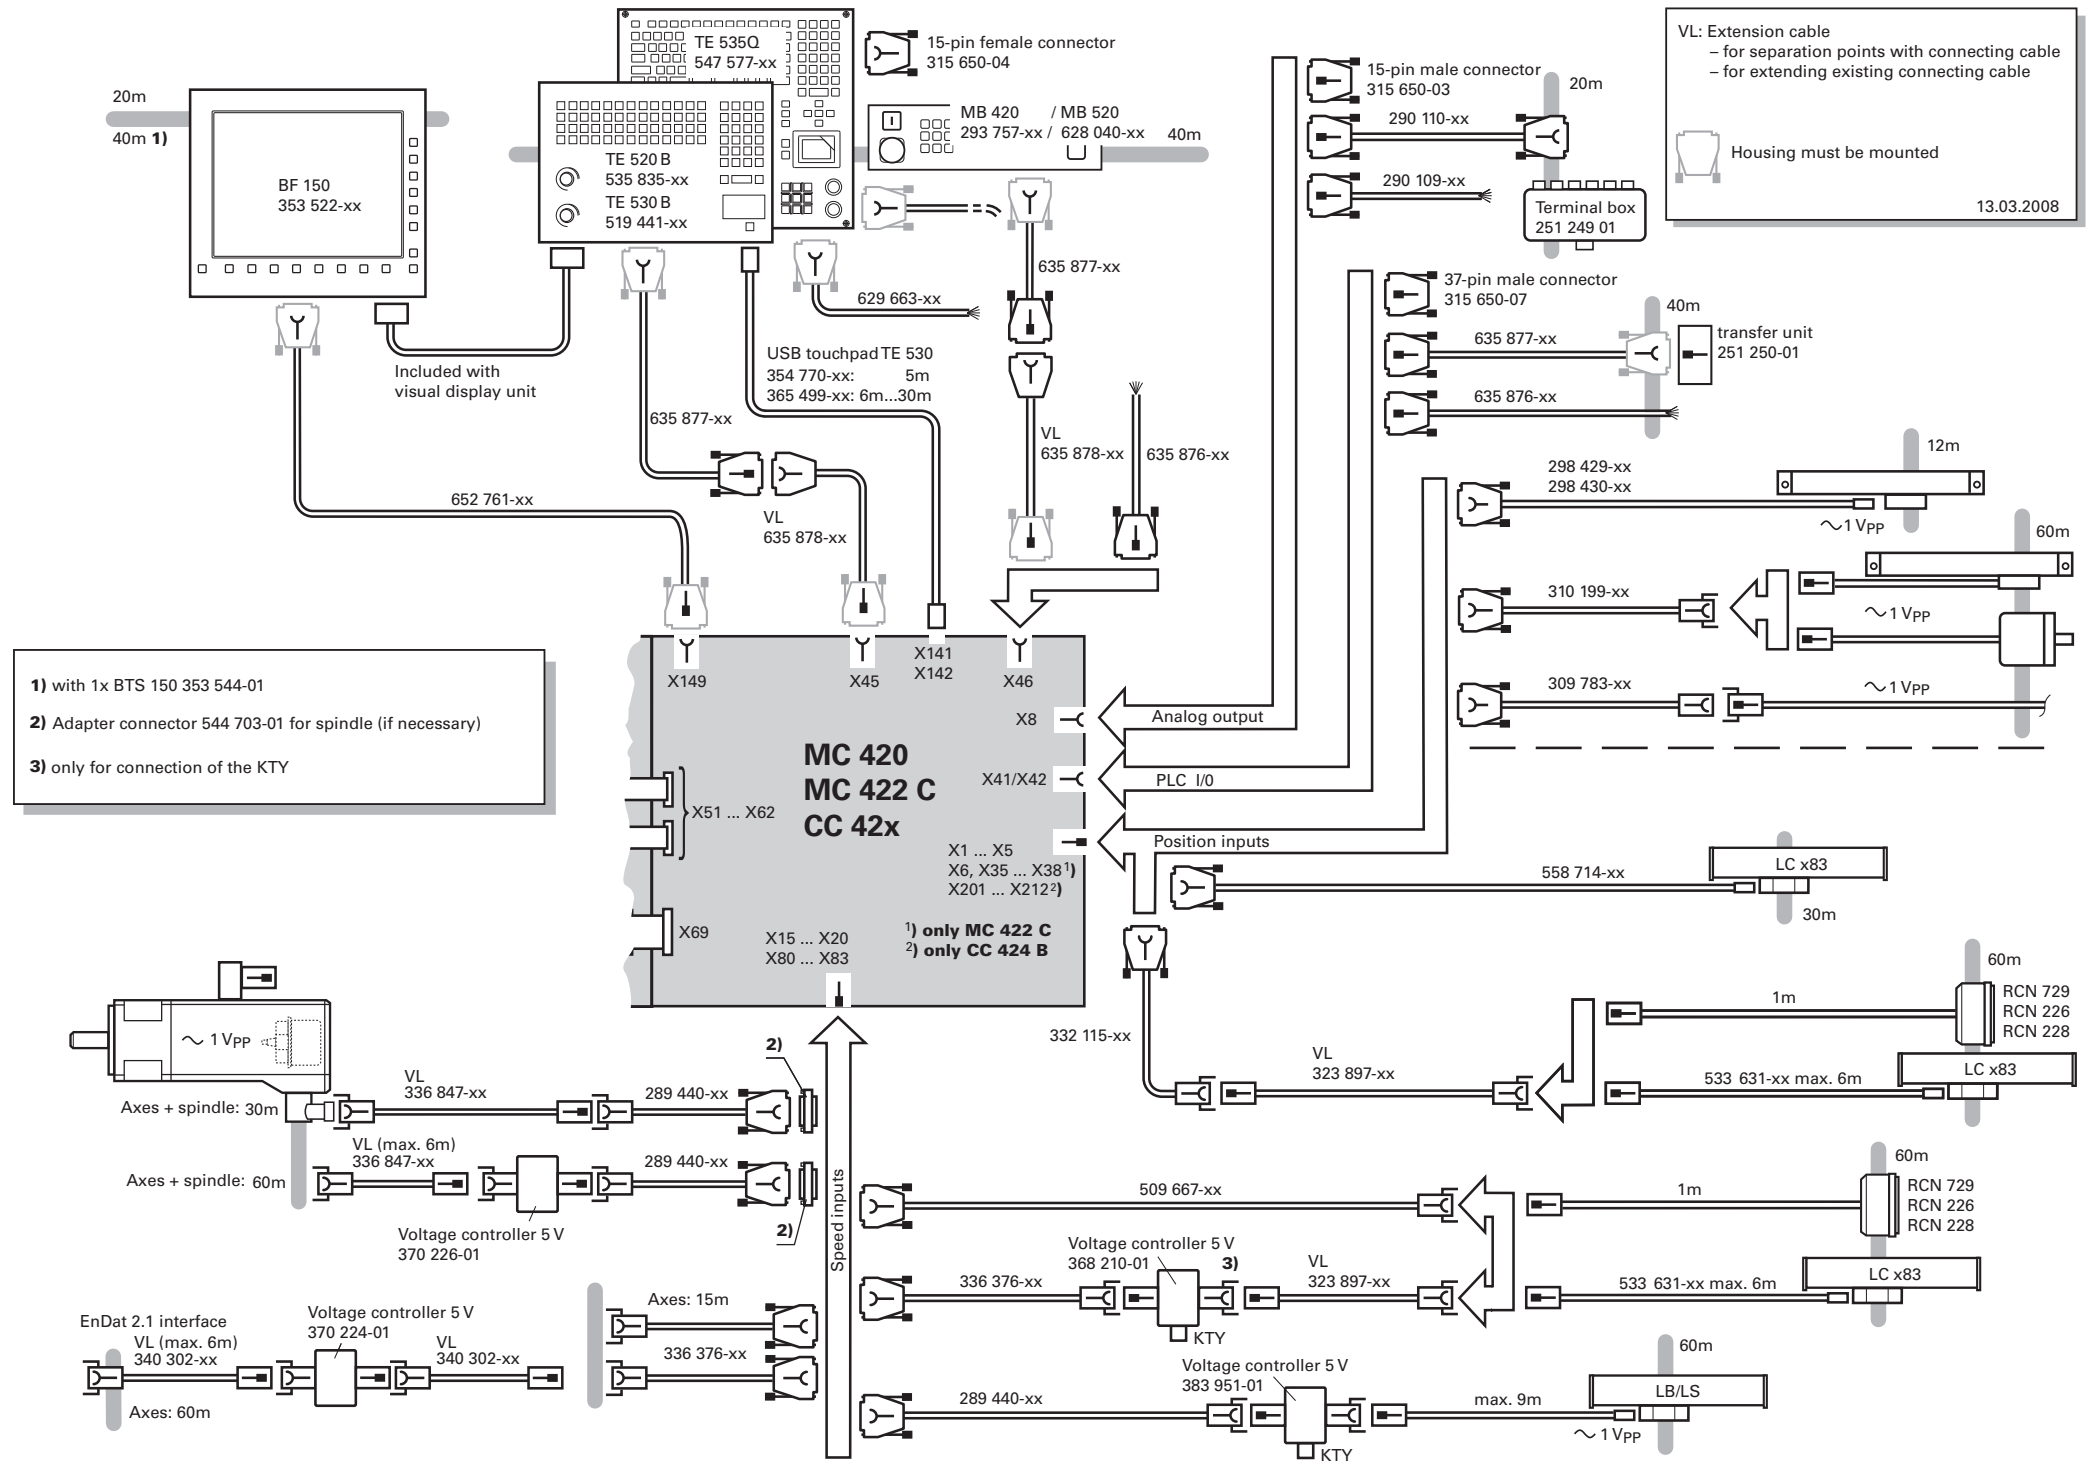 TE 535Q
547 577-xx
15-pin female connector
315 650-04
20m
40m 1)
BF 150
353 522-xx
TE 520 B
535 835-xx
TE 530 B
519 441-xx
MB 420 / MB 520
293 757-xx / 628 040-xx
40m
635 877-xx
629 663-xx
Included with
visual display unit
USB touchpad TE 530
354 770-xx: 5m
365 499-xx: 6m...30m
635 877-xx
VL
635 878-xx
635 876-xx
652 761-xx
VL
635 878-xx
15-pin male connector
315 650-03
20m
290 110-xx
290 109-xx
Terminal box
251 249 01
VL: Extension cable
– for separation points with connecting cable
– for extending existing connecting cable
Housing must be mounted
13.03.2008
37-pin male connector
315 650-07
40m
635 877-xx
transfer unit
251 250-01
635 876-xx
12m
298 429-xx
298 430-xx
~1 VPP
60m
310 199-xx
~1 VPP
309 783-xx
~1 VPP
1) with 1x BTS 150 353 544-01
2) Adapter connector 544 703-01 for spindle (if necessary)
3) only for connection of the KTY
X149
X45
X141
X142
X46
X8
Analog output
MC 420
MC 422 C
CC 42x
X41/X42
PLC I/0
X51 ... X62
Position inputs
X1 ... X5
X6, X35 ... X38 1)
X201 ... X212 2)
X69
X15 ... X20
X80 ... X83
1) only MC 422 C
2) only CC 424 B
558 714-xx
LC x83
30m
60m
1m
RCN 729
RCN 226
RCN 228
332 115-xx
VL
323 897-xx
LC x83
533 631-xx max. 6m
~ 1 VPP
2)
VL
336 847-xx
289 440-xx
Axes + spindle: 30m
VL (max. 6m)
336 847-xx
289 440-xx
Axes + spindle: 60m
Voltage controller 5 V
370 226-01
2)
Speed inputs
509 667-xx
60m
1m
RCN 729
RCN 226
RCN 228
Voltage controller 5 V
368 210-01
3)
336 376-xx
VL
323 897-xx
LC x83
533 631-xx max. 6m
KTY
Axes: 15m
EnDat 2.1 interface
VL (max. 6m)
340 302-xx
Voltage controller 5 V
370 224-01
VL
340 302-xx
336 376-xx
Axes: 60m
Voltage controller 5 V
383 951-01
289 440-xx
KTY
max. 9m
60m
LB/LS
~ 1 VPP